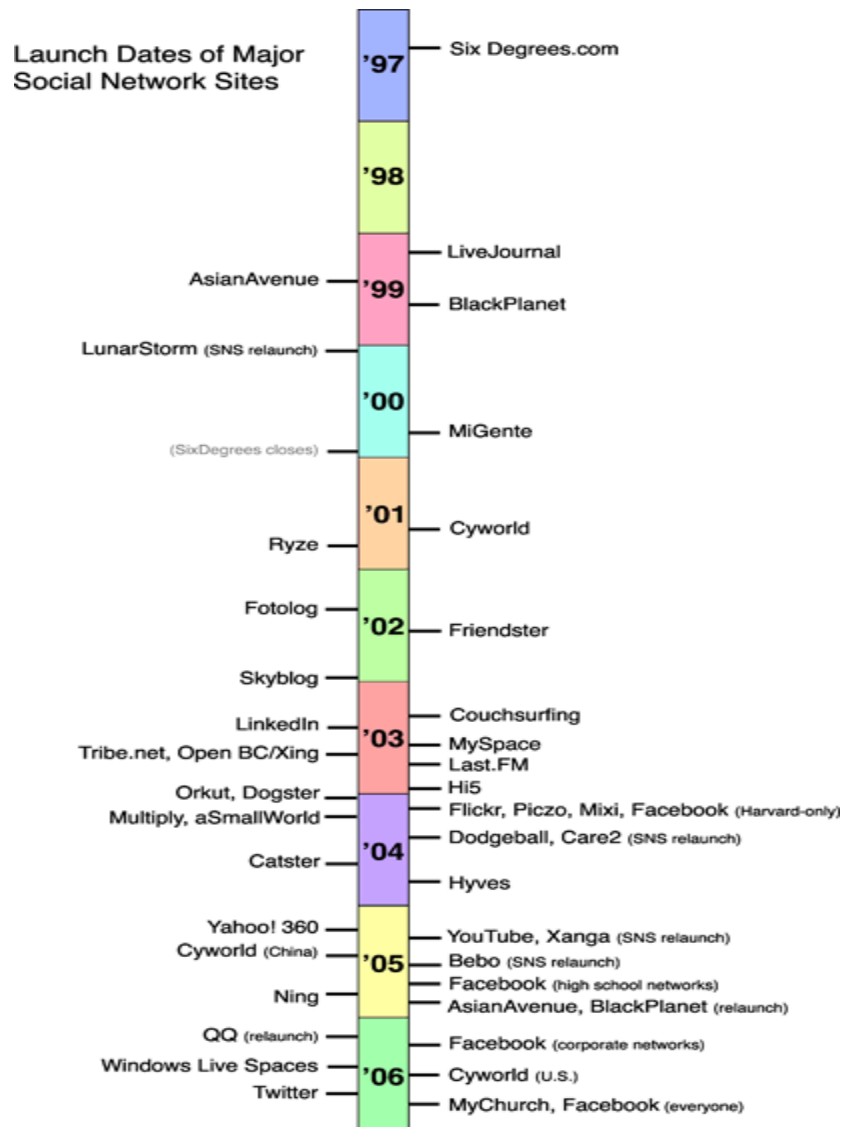 Launch Dates of Major
Social Network Sites
'97
Six Degrees.com
'98
'99
LiveJournal
AsianAvenue
BlackPlanet
'00
LunarStorm (SNS relaunch)
MiGente
(SixDegrees closes)
'01
Cyworld
Ryze
'02
Fotolog
Friendster
Skyblog
'03
Couchsurfing
LinkedIn
MySpace
Tribe.net, Open BC/Xing
Last.FM
Hi5
'04
Orkut, Dogster
Flickr, Piczo, Mixi, Facebook (Harvard-only)
Multiply, aSmallWorld
Dodgeball, Care2 (SNS relaunch)
Catster
Hyves
'05
Yahoo! 360
YouTube, Xanga (SNS relaunch)
Cyworld (China)
Bebo (SNS relaunch)
Facebook (high school networks)
Ning
AsianAvenue, BlackPlanet (relaunch)
'06
QQ (relaunch)
Facebook (corporate networks)
Windows Live Spaces
Cyworld (U.S.)
Twitter
MyChurch, Facebook (everyone)